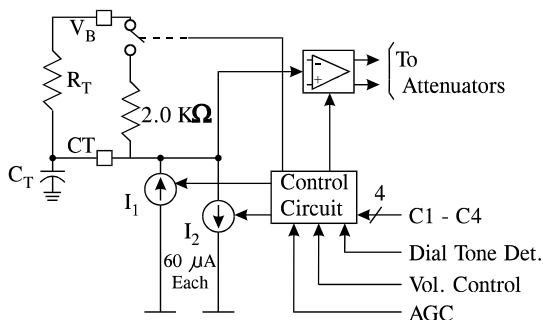 V_B
R_T
2.0 KΩ
CT
C_T
I_1
I_2
60 μA
Each
-
+
To
Attenuators
Control
Circuit
4
C1 - C4
Dial Tone Det.
Vol. Control
AGC